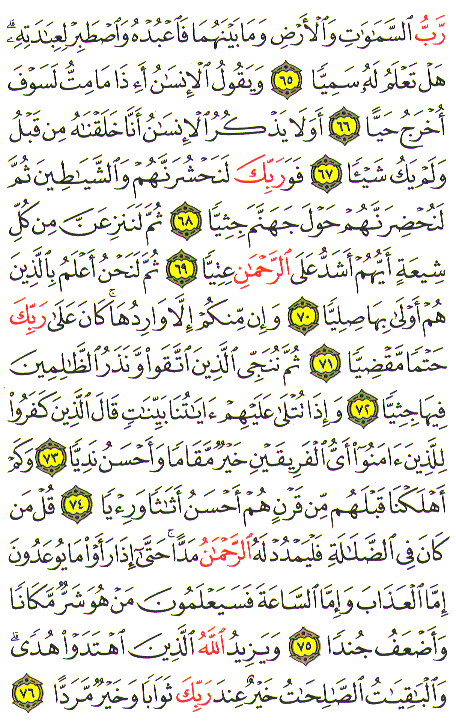 رَّبُّ ٱلسَّمَٰوَٰتِ وَٱلْأَرْضِ وَمَا بَيْنَهُمَا فَٱعْبُدْهُ وَٱصْطَبِرْ لِعِبَٰدَتِهِۦۚ
هَلْ تَعْلَمُ لَهُۥ سَمِيًّا ٦٥ وَيَقُولُ ٱلْإِنسَٰنُ أَءِذَا مَا مِتُّ لَسَوْفَ
أُخْرَجُ حَيًّا ٦٦ أَوَلَا يَذْكُرُ ٱلْإِنسَٰنُ أَنَّا خَلَقْنَٰهُ مِن قَبْلُ
وَلَمْ يَكُ شَيْـًٔا ٦٧ فَوَرَبِّكَ لَنَحْشُرَنَّهُمْ وَٱلشَّيَٰطِينَ ثُمَّ
لَنُحْضِرَنَّهُمْ حَوْلَ جَهَنَّمَ جِثِيًّا ٦٨ ثُمَّ لَنَنزِعَنَّ مِن كُلِّ
شِيعَةٍ أَيُّهُمْ أَشَدُّ عَلَى ٱلرَّحْمَٰنِ عِتِيًّا ٦٩ ثُمَّ لَنَحْنُ أَعْلَمُ بِٱلَّذِينَ
هُمْ أَوْلَىٰ بِهَا صِلِيًّا ٧٠ وَإِن مِّنكُمْ إِلَّا وَارِدُهَاۚ كَانَ عَلَىٰ رَبِّكَ
حَتْمًا مَّقْضِيًّا ٧١ ثُمَّ نُنَجِّى ٱلَّذِينَ ٱتَّقَوا۟ وَّنَذَرُ ٱلظَّٰلِمِينَ
فِيهَا جِثِيًّا ٧٢ وَإِذَا تُتْلَىٰ عَلَيْهِمْ ءَايَٰتُنَا بَيِّنَٰتٍ قَالَ ٱلَّذِينَ كَفَرُوا۟
لِلَّذِينَ ءَامَنُوٓا۟ أَىُّ ٱلْفَرِيقَيْنِ خَيْرٌ مَّقَامًا وَأَحْسَنُ نَدِيًّا ٧٣ وَكَمْ
أَهْلَكْنَا قَبْلَهُم مِّن قَرْنٍ هُمْ أَحْسَنُ أَثَٰثًا وَرِءْيًا ٧٤ قُلْ مَن
كَانَ فِى ٱلضَّلَٰلَةِ فَلْيَمْدُدْ لَهُ ٱلرَّحْمَٰنُ مَدًّاۚ حَتَّىٰٓ إِذَا رَأَوْا۟ مَا يُوعَدُونَ
إِمَّا ٱلْعَذَابَ وَإِمَّا ٱلسَّاعَةَ فَسَيَعْلَمُونَ مَنْ هُوَ شَرٌّ مَّكَانًا
وَأَضْعَفُ جُندًا ٧٥ وَيَزِيدُ ٱللَّهُ ٱلَّذِينَ ٱهْتَدَوْا۟ هُدًىۗ
وَٱلْبَٰقِيَٰتُ ٱلصَّٰلِحَٰتُ خَيْرٌ عِندَ رَبِّكَ ثَوَابًا وَخَيْرٌ مَّرَدًّا ٧٦